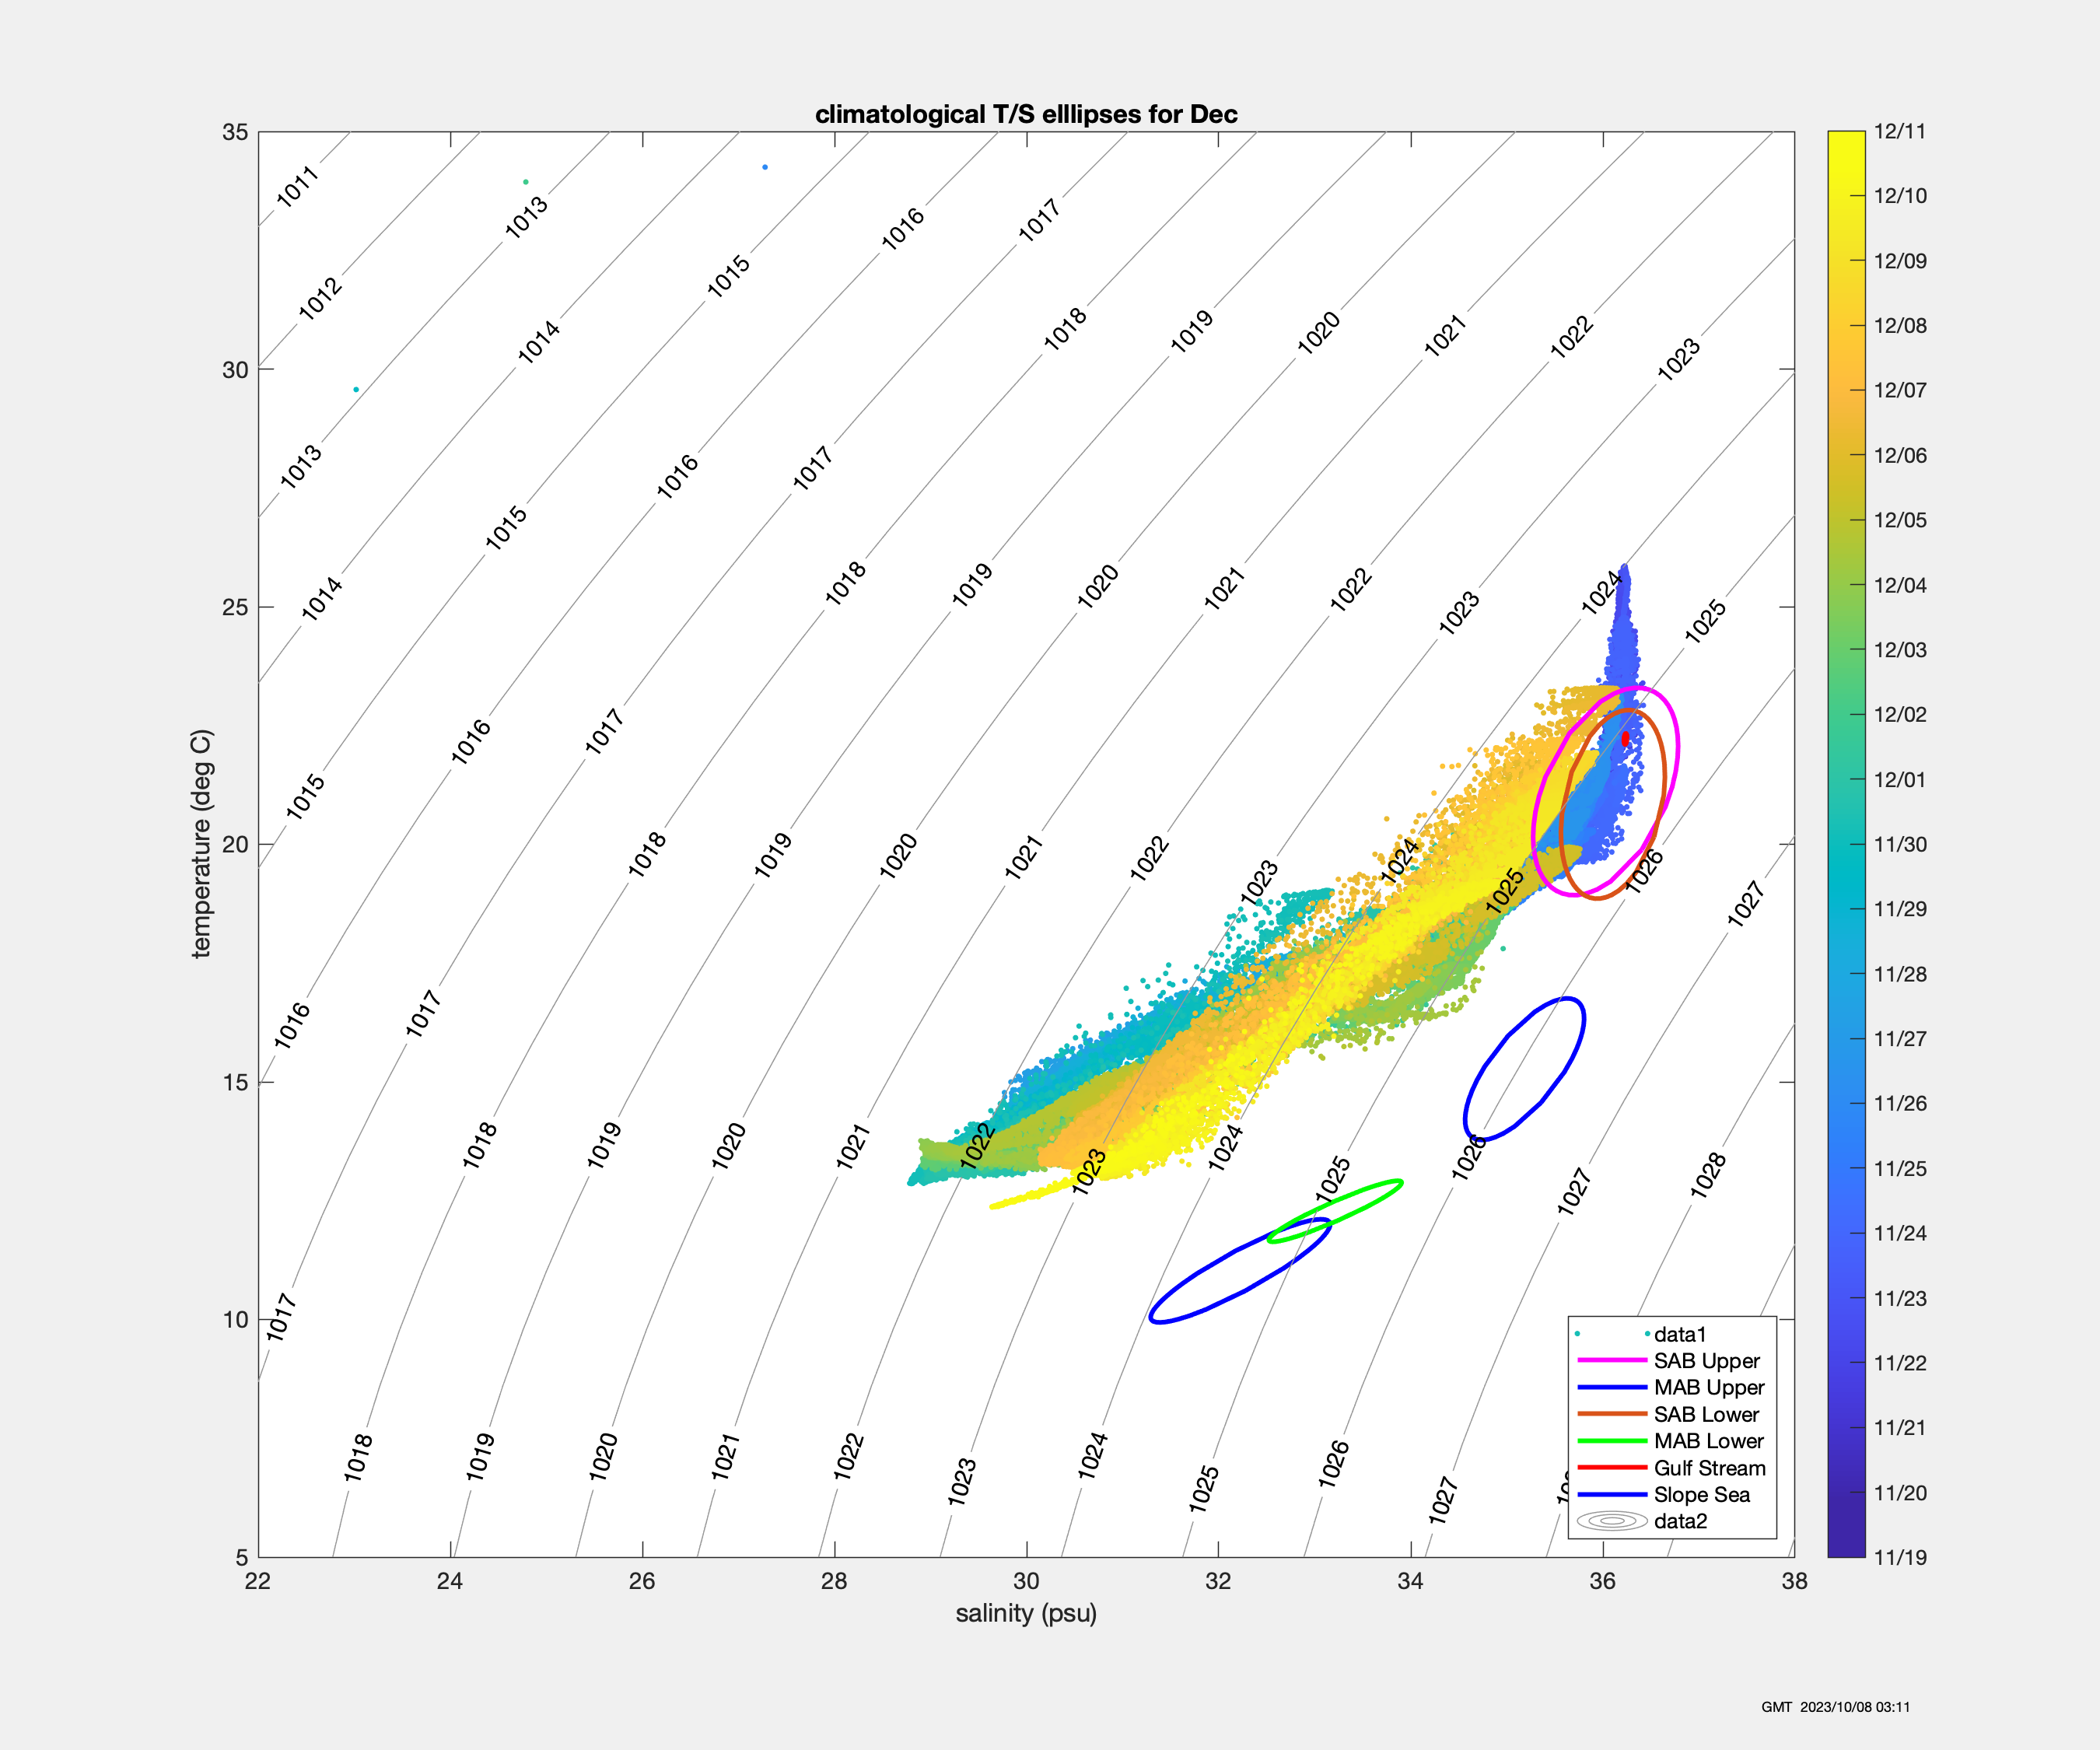 climatological T/S elllipses for Dec
35
30
25
20
15
10
5
temperature (deg C)
22 24 26 28 30 32 34 36 38
salinity (psu)
1011
1013
1016 1017
1012 1015
1014 1018 1019 1020 1021 1022 1023
1013 1016 1017
1015
1014 1018 1019 1020 1021 1022 1023 1024 1025
1015 1016 1017
1018 1019 1020 1021 1022 1023 1024 1025 1026 1027
1016 1017
1018 1019 1020 1021 1022 1023 1024 1025 1026 1027 1028
1017
1018 1019 1020 1021 1022 1023 1024 1025 1026 1027
data1
SAB Upper
MAB Upper
SAB Lower
MAB Lower
Gulf Stream
Slope Sea
data2
12/11
12/10
12/09
12/08
12/07
12/06
12/05
12/04
12/03
12/02
12/01
11/30
11/29
11/28
11/27
11/26
11/25
11/24
11/23
11/22
11/21
11/20
11/19
GMT 2023/10/08 03:11